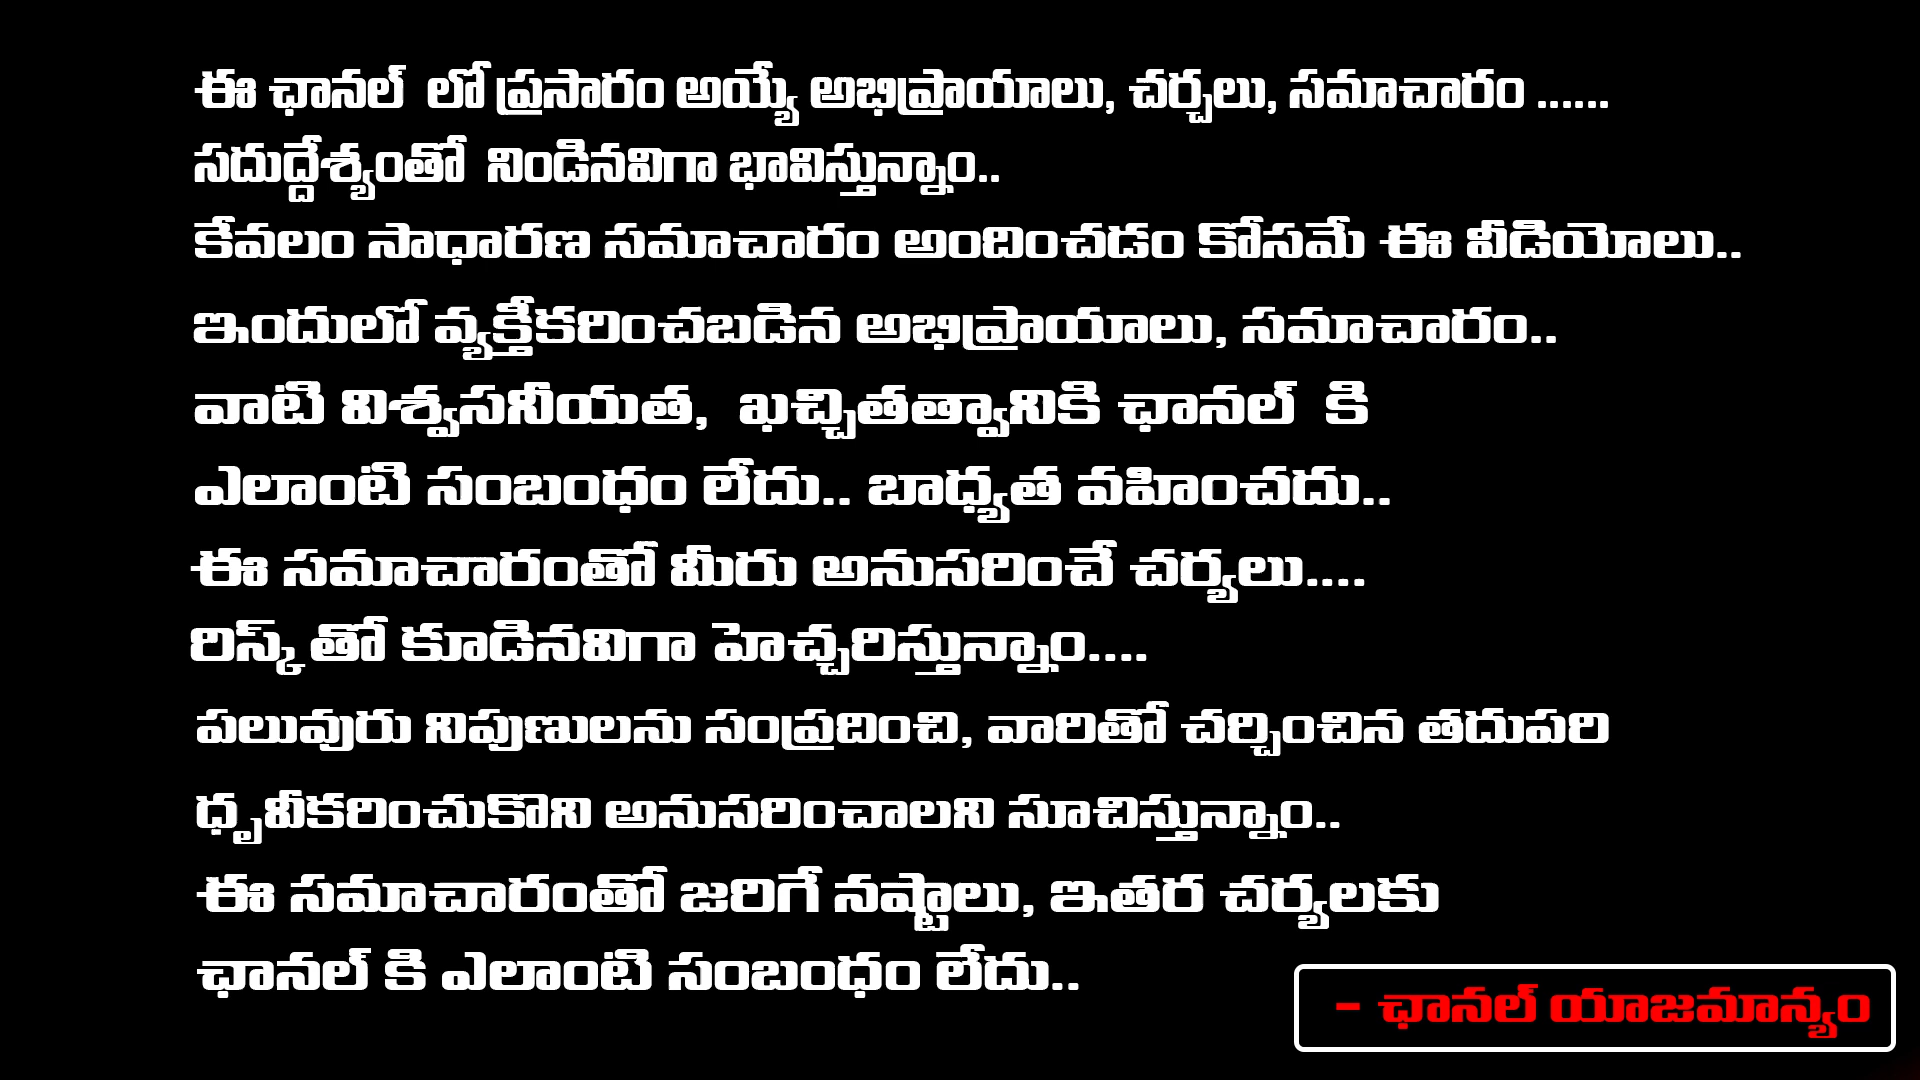 ఈ ఛానల్ లో ప్రసారం అయ్యే అభిప్రాయాలు, చర్చలు, సమాచారం ......
సదుద్దేశ్యంతో నిండినవిగా భావిస్తున్నాం..
కేవలం సాధారణ సమాచారం అందించడం కోసమే ఈ వీడియోలు..
ఇందులో వ్యక్తీకరించబడిన అభిప్రాయాలు, సమాచారం..
వాటి విశ్వసనీయత, ఖచ్చితత్వానికి ఛానల్ కి
ఎలాంటి సంబంధం లేదు.. బాధ్యత వహించదు..
ఈ సమాచారంతో మీరు అనుసరించే చర్యలు....
రిస్క్ తో కూడినవిగా హెచ్చరిస్తున్నాం....
పలువురు నిపుణులను సంప్రదించి, వారితో చర్చించిన తదుపరి
ధృవీకరించుకొని అనుసరించాలని సూచిస్తున్నాం..
ఈ సమాచారంతో జరిగే నష్టాలు, ఇతర చర్యలకు
ఛానల్ కి ఎలాంటి సంబంధం లేదు..
- ఛానల్ యాజమాన్యం